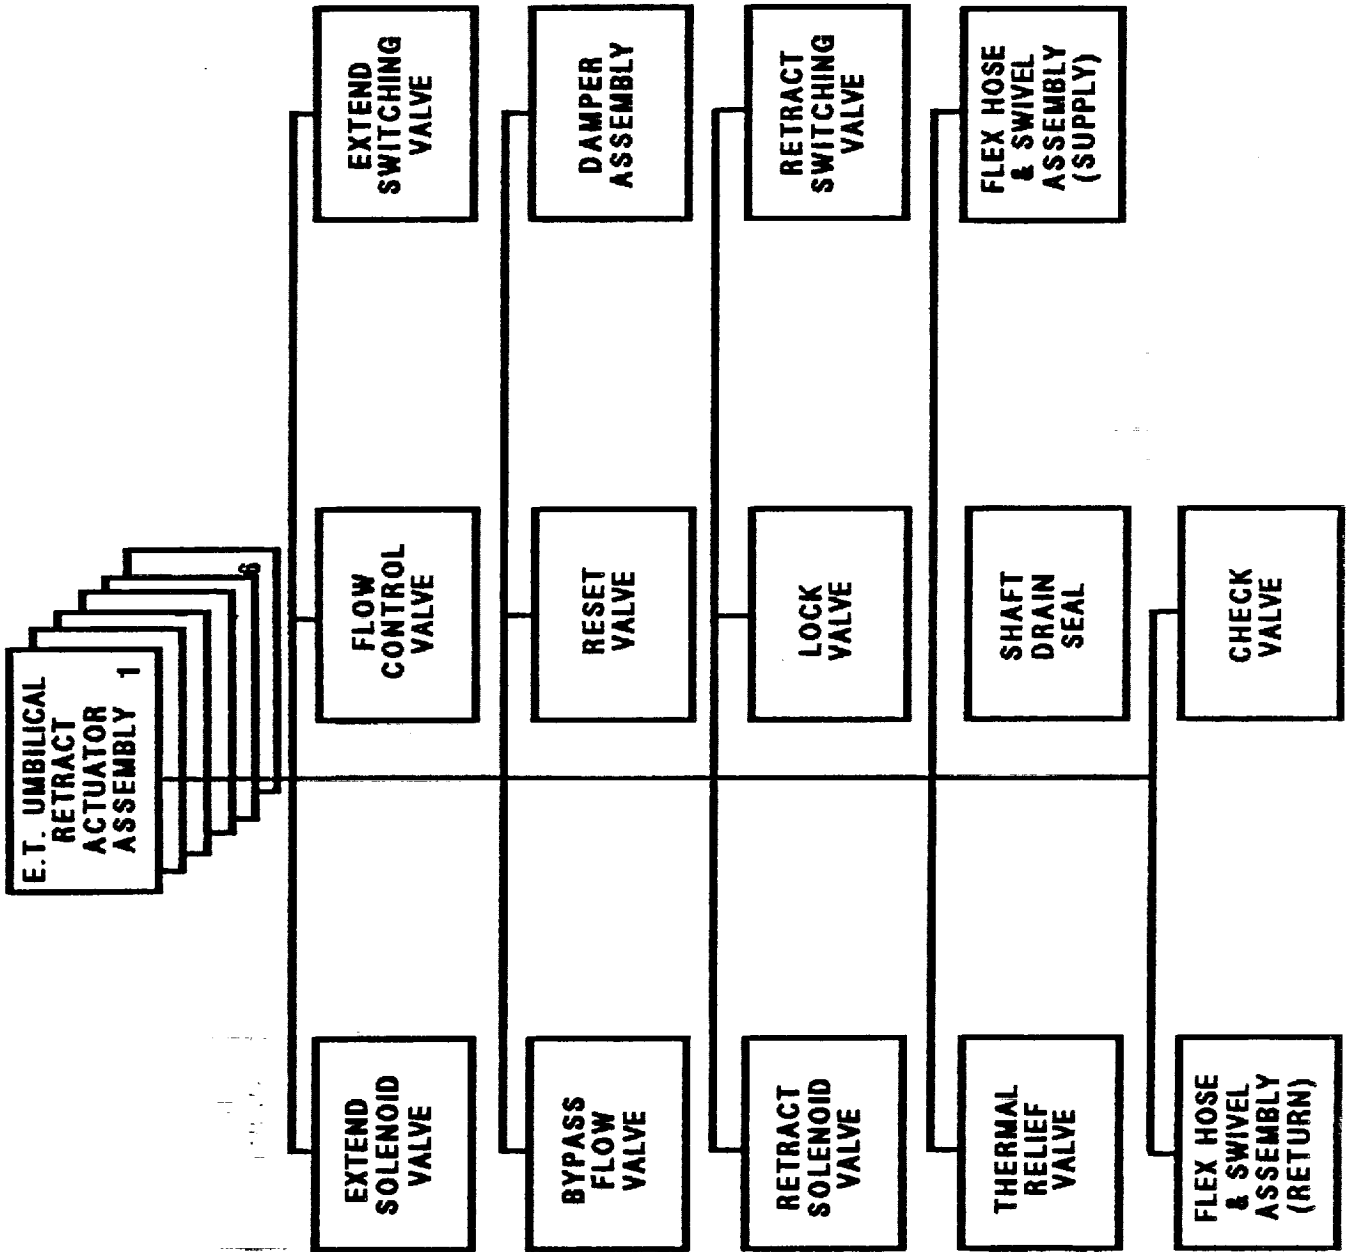 E.T. UMBILICAL
RETRACT
ACTUATOR
ASSEMBLY 1
6
EXTEND
SOLENOID
VALVE
FLOW
CONTROL
VALVE
EXTEND
SWITCHING
VALVE
BYPASS
FLOW
VALVE
RESET
VALVE
DAMPER
ASSEMBLY
RETRACT
SOLENOID
VALVE
LOCK
VALVE
RETRACT
SWITCHING
VALVE
THERMAL
RELIEF
VALVE
SHAFT
DRAIN
SEAL
FLEX HOSE
& SWIVEL
ASSEMBLY
(SUPPLY)
FLEX HOSE
& SWIVEL
ASSEMBLY
(RETURN)
CHECK
VALVE